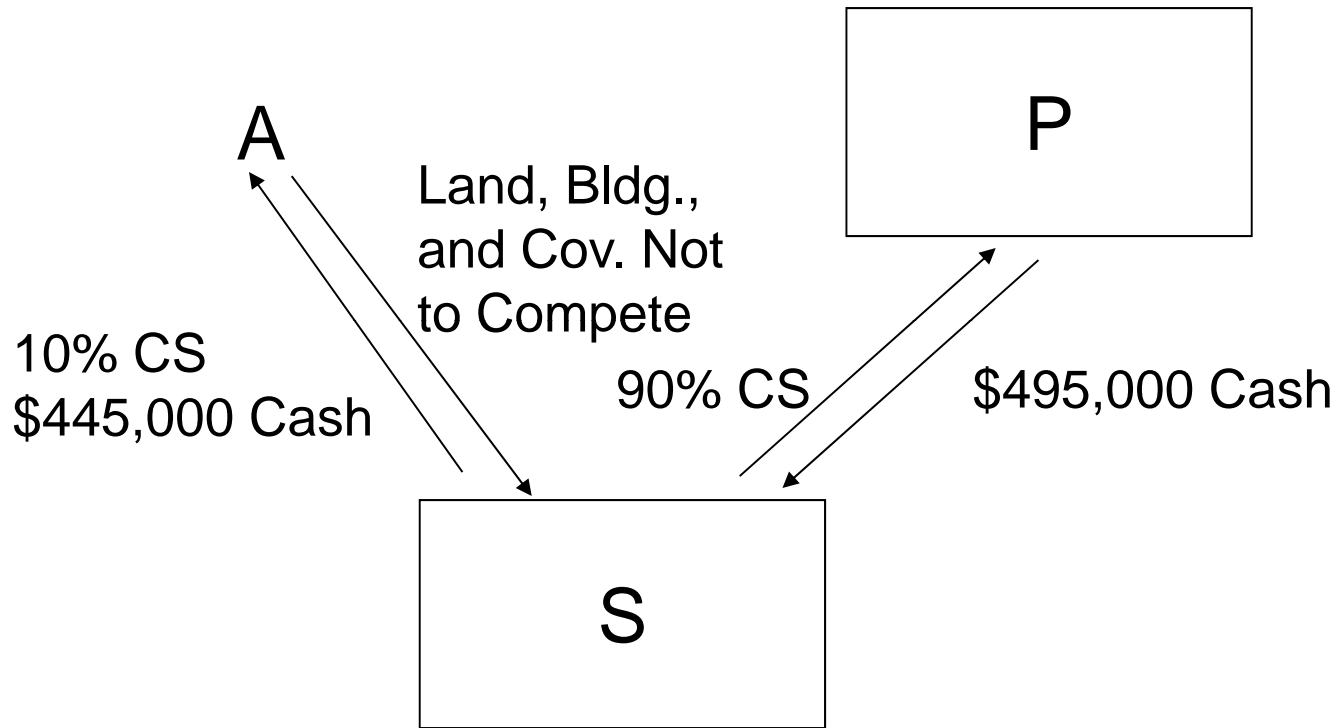 P
A
Land, Bldg.,
and Cov. Not
to Compete
10% CS
$445,000 Cash
90% CS
$495,000 Cash
S